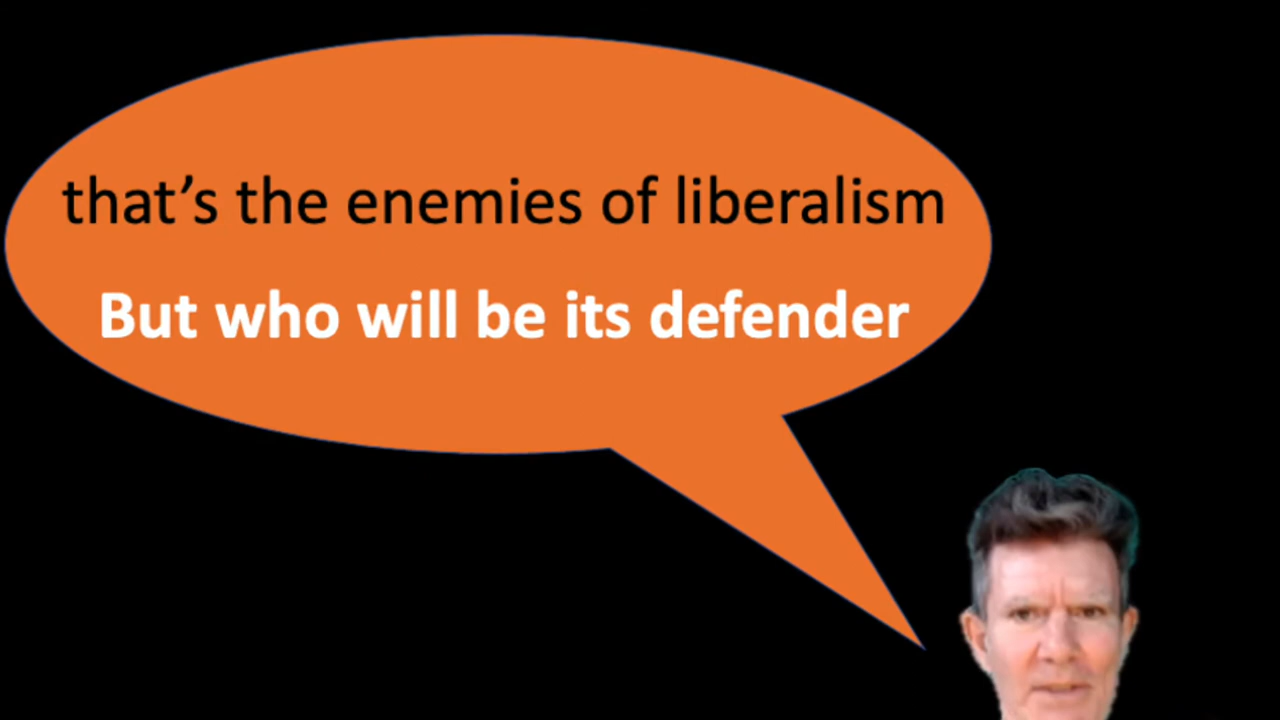 that’s the enemies of liberalism
But who will be its defender